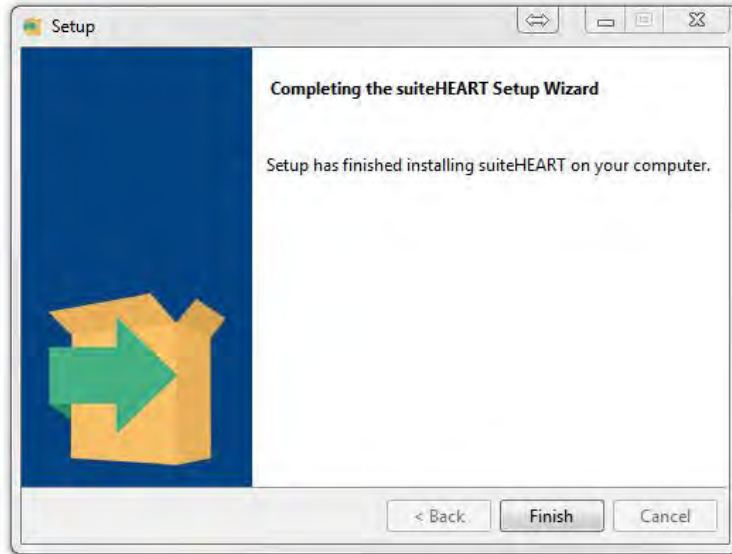 Setup
Completing the suiteHEART Setup Wizard
Setup has finished installing suiteHEART on your computer.
< Back
Finish
Cancel